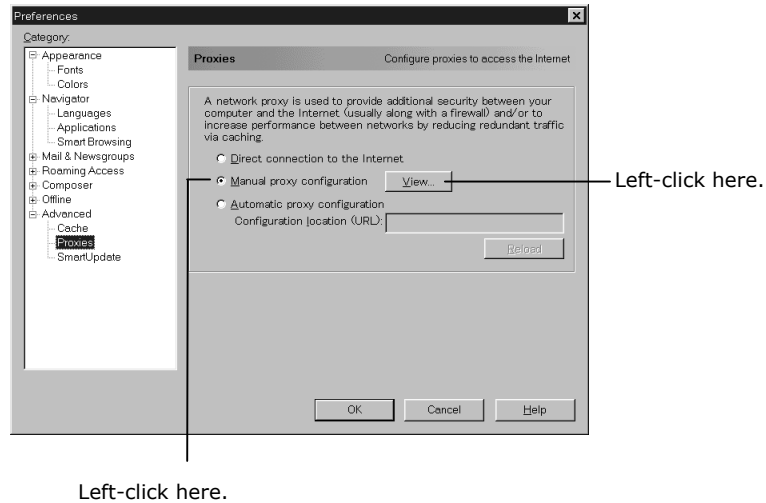 Preferences
Category:
Appearance
Fonts
Colors
Navigator
Languages
Applications
Smart Browsing
Mail & Newsgroups
Roaming Access
Composer
Offline
Advanced
Cache
Proxies
SmartUpdate
Proxies Configure proxies to access the Internet
A network proxy is used to provide additional security between your
computer and the Internet (usually along with a firewall) and/or to
increase performance between networks by reducing redundant traffic
via caching.
Direct connection to the Internet
Manual proxy configuration View...
Automatic proxy configuration
Configuration location (URL):
Reload
OK Cancel Help
Left-click here.
Left-click here.